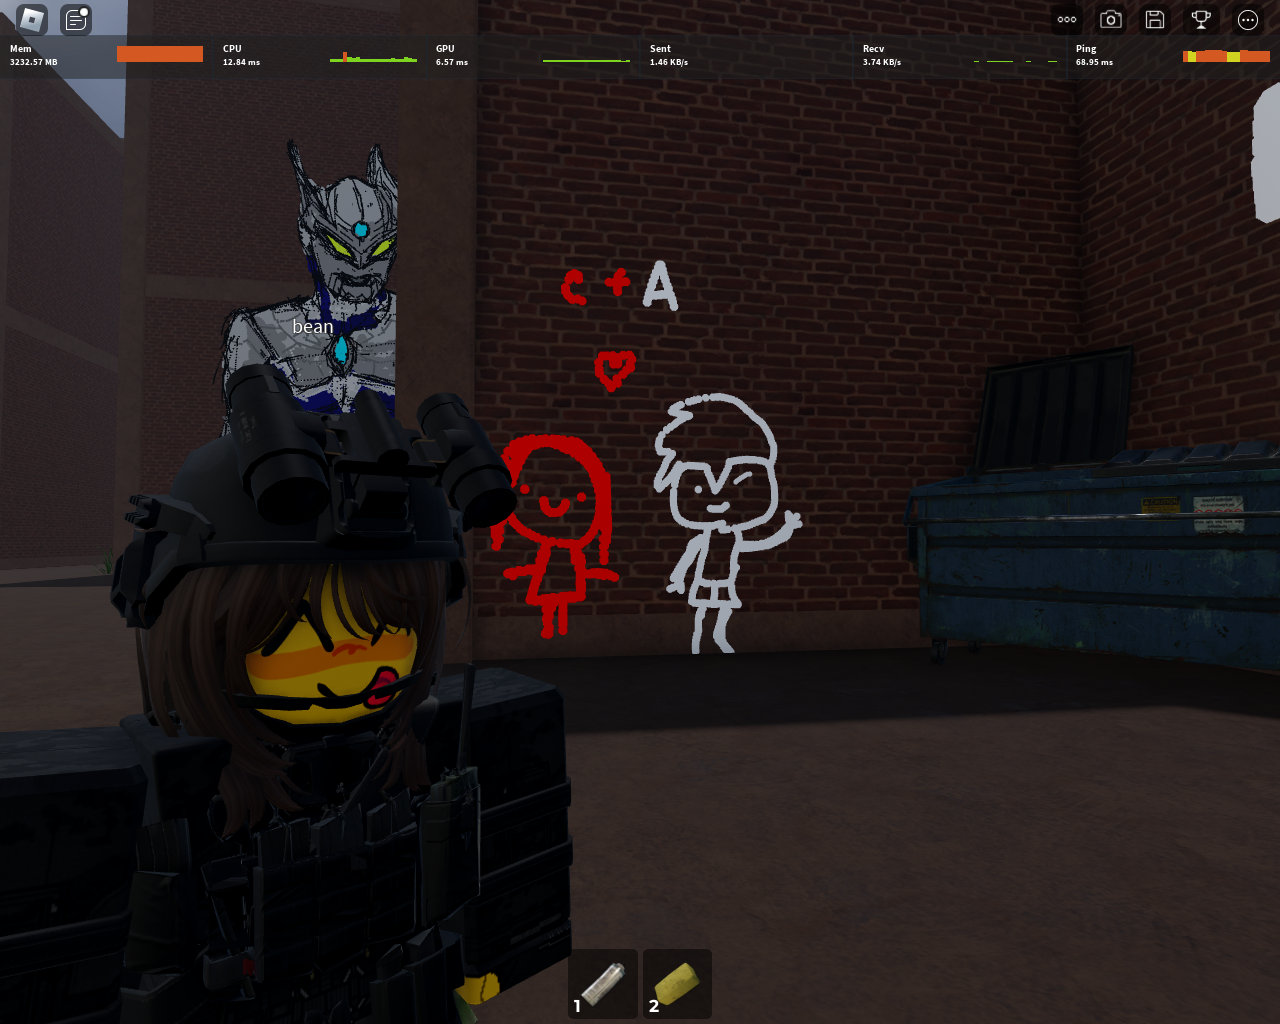 Mem CPU GPU Sent Recv Ping
3232.57 MB 12.84 ms 6.57 ms 1.46 KB/s 3.74 KB/s 68.95 ms
c + A
bean
1 2